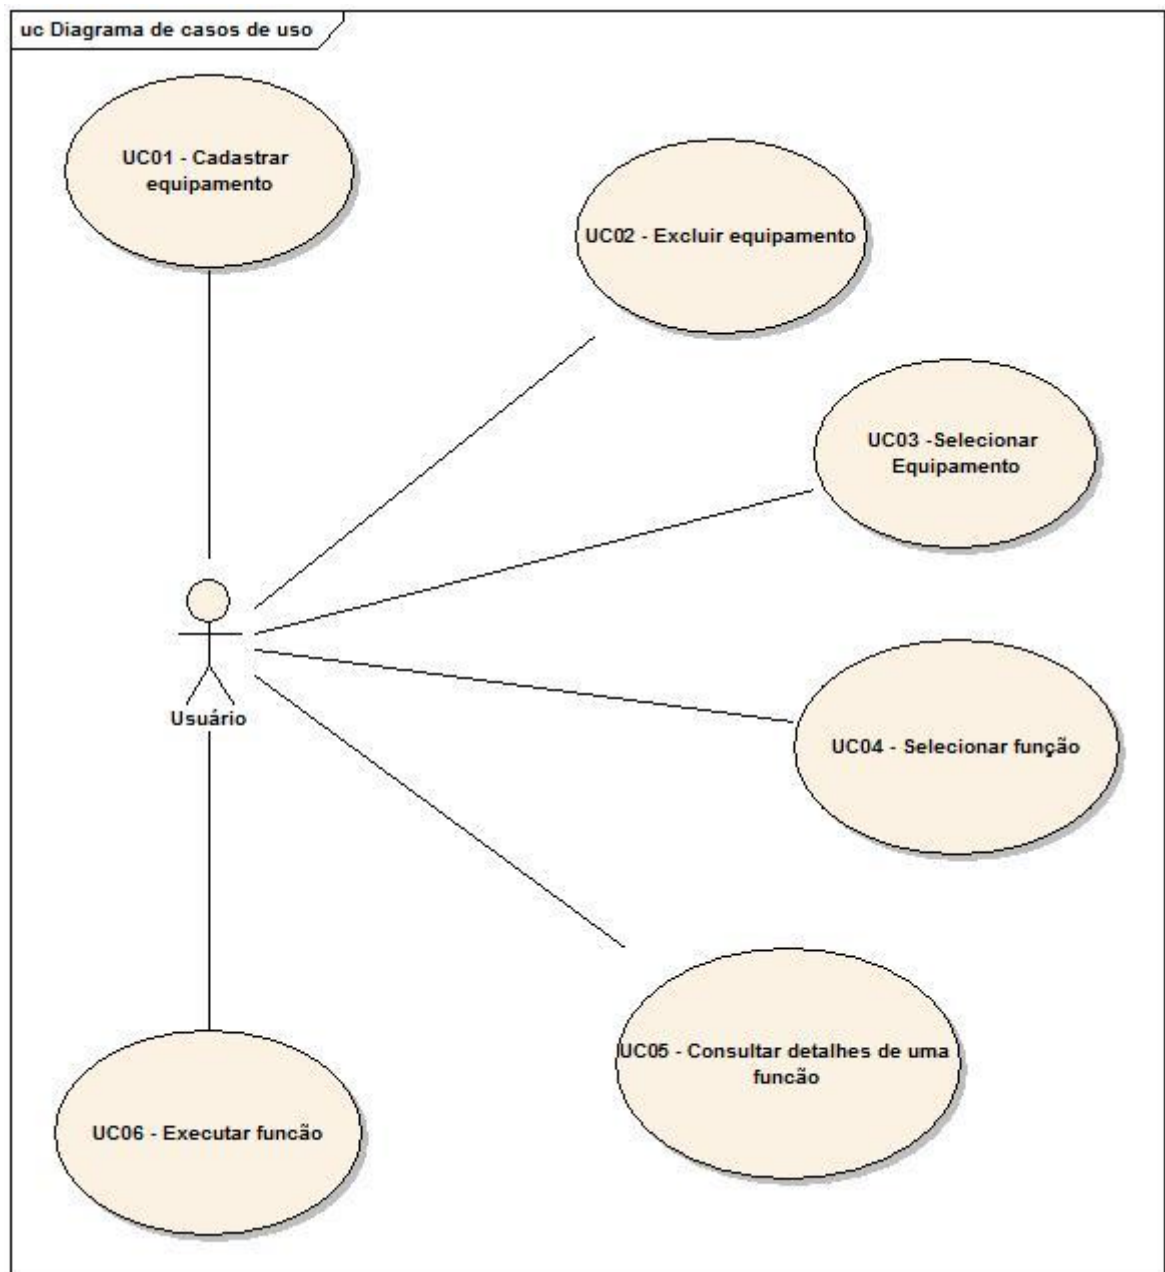 uc Diagrama de casos de uso
UC01 - Cadastrar
equipamento
UC02 - Excluir equipamento
UC03 -Selecionar
Equipamento
Usuário
UC04 - Selecionar função
UC05 - Consultar detalhes de uma
funcão
UC06 - Executar funcão